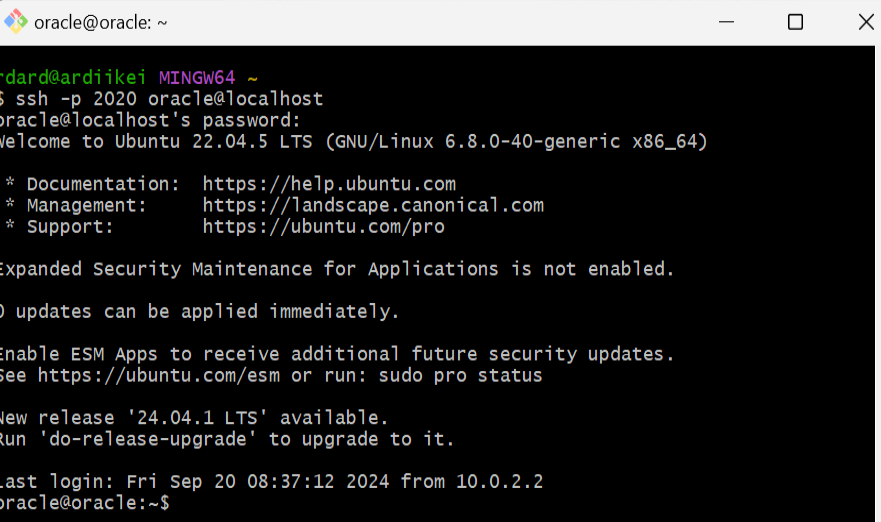 oracle@oracle: ~
rdard@ardiikei MINGW64 ~
$ ssh -p 2020 oracle@localhost
oracle@localhost's password:
Welcome to Ubuntu 22.04.5 LTS (GNU/Linux 6.8.0-40-generic x86_64)
* Documentation: https://help.ubuntu.com
* Management: https://landscape.canonical.com
* Support: https://ubuntu.com/pro
Expanded Security Maintenance for Applications is not enabled.
0 updates can be applied immediately.
Enable ESM Apps to receive additional future security updates.
See https://ubuntu.com/esm or run: sudo pro status
New release '24.04.1 LTS' available.
Run 'do-release-upgrade' to upgrade to it.
Last login: Fri Sep 20 08:37:12 2024 from 10.0.2.2
oracle@oracle:~$